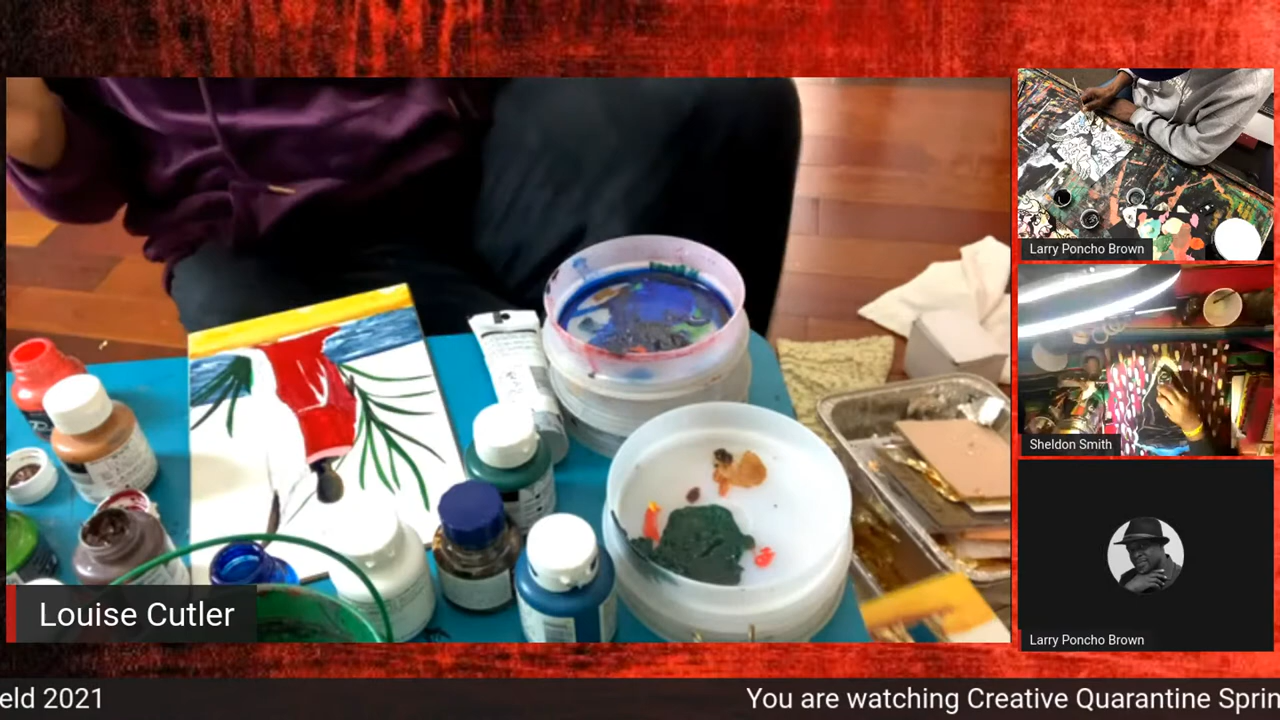 Larry Poncho Brown
Sheldon Smith
Louise Cutler
Larry Poncho Brown
eld 2021
You are watching Creative Quarantine Sprin